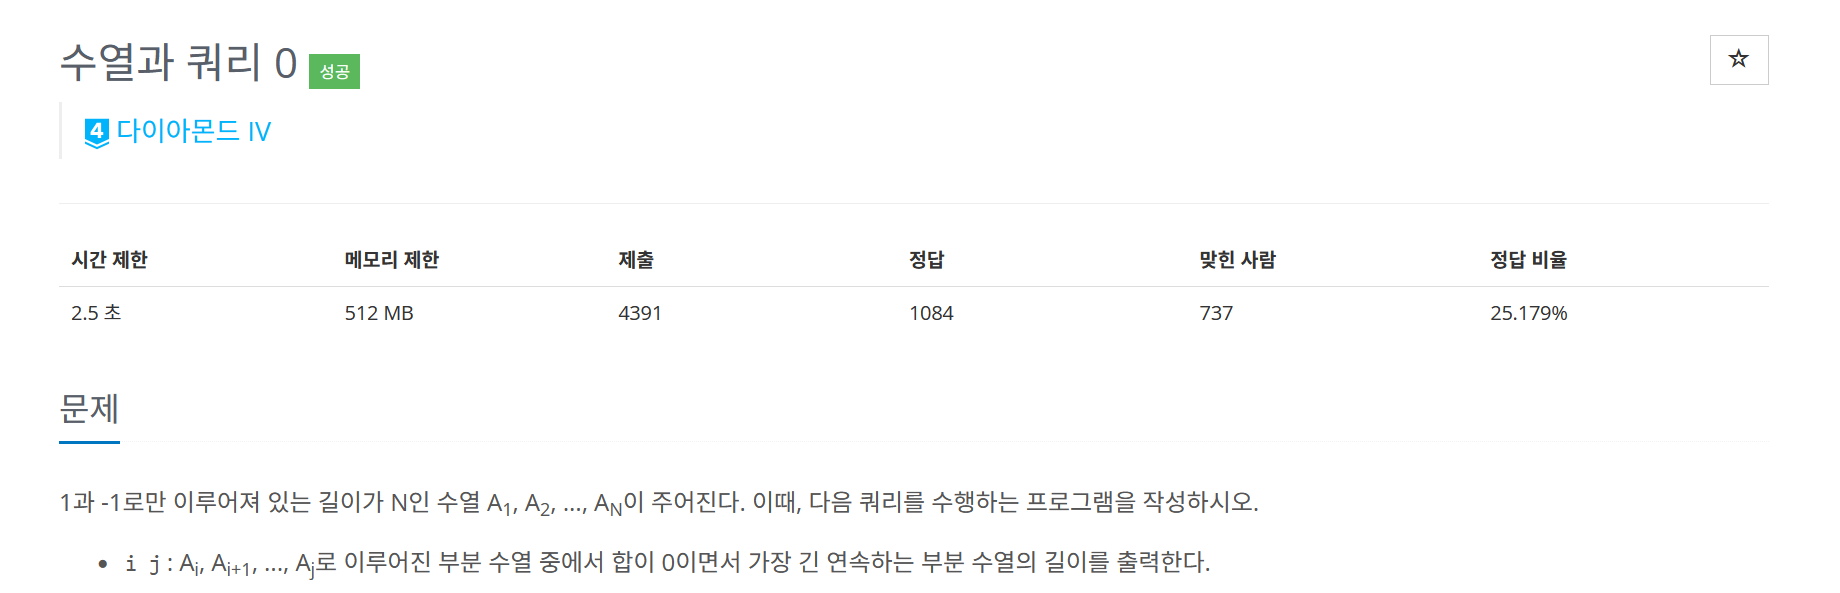 수열과 쿼리 0 성공
4 다이아몬드 IV
시간 제한 메모리 제한 제출 정답 맞힌 사람 정답 비율
2.5 초 512 MB 4391 1084 737 25.179%
문제
1과 -1로만 이루어져 있는 길이가 N인 수열 A1, A2, ..., AN이 주어진다. 이때, 다음 쿼리를 수행하는 프로그램을 작성하시오.
• i j : Ai, Ai+1, ..., Aj로 이루어진 부분 수열 중에서 합이 0이면서 가장 긴 연속하는 부분 수열의 길이를 출력한다.